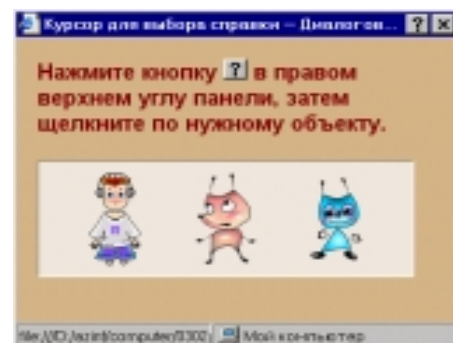 Курсор для выбора справки – Диалогов... ? ×
Нажмите кнопку ? в правом
верхнем углу панели, затем
щелкните по нужному объекту.
Мой компьютер